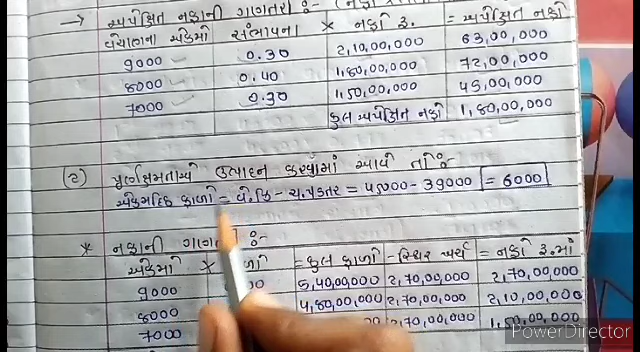 → અપેક્ષિત નફાની ગણતરી :-
વેચાણના એકમો સંભાવના × નફો રૂ. = અપેક્ષિત નફો
9000 0.30 2,10,00,000 63,00,000
8000 0.40 1,80,00,000 72,00,000
7000 0.30 1,50,00,000 45,00,000
કુલ અપેક્ષિત નફો 1,80,00,000
(2) પૂર્ણક્ષમતાએ ઉત્પાદન કરવામાં આવે તો :-
એકમદીઠ ફાળો = વે.કિં - ચ.પડતર = 45000 - 39000 = 6000
* નફાની ગણતરી :-
એકમો × ફાળો = કુલ ફાળો - સ્થિર ખર્ચ = નફો રૂ.માં
9000 5,40,00,000 2,70,00,000 2,70,00,000
8000 4,80,00,000 2,70,00,000 2,10,00,000
7000 2,70,00,000 1,50,00,000
PowerDirector